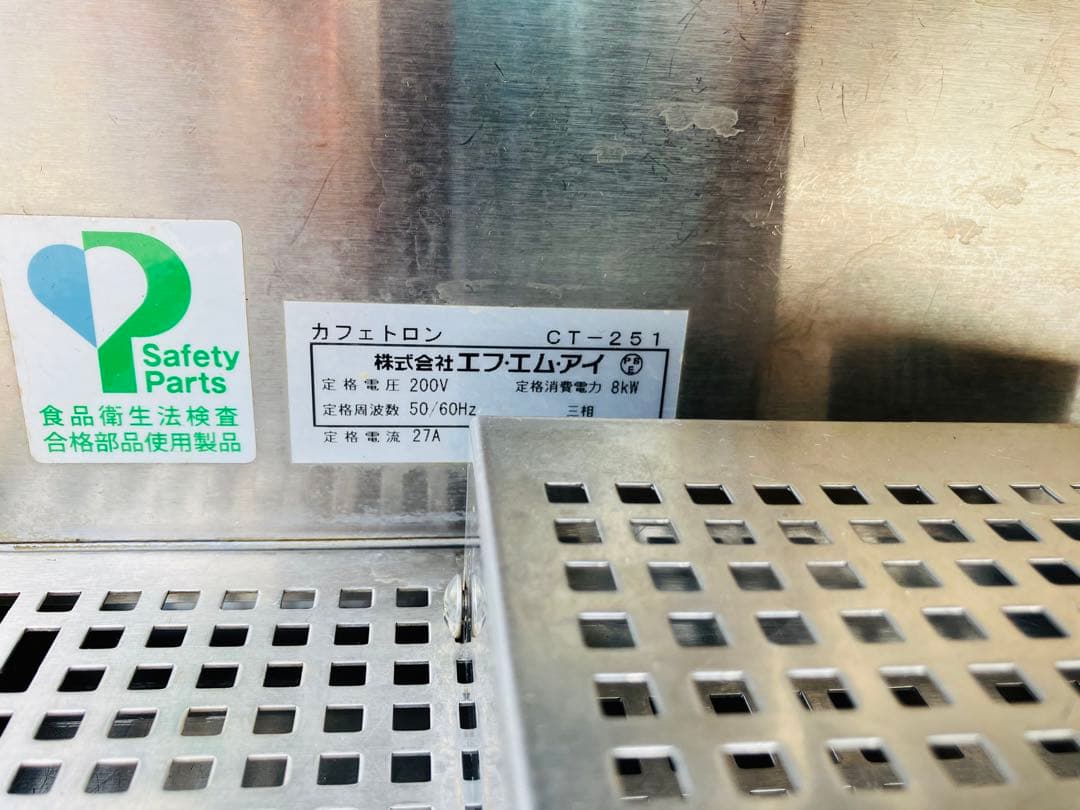 Safety
Parts
食品衛生法検査
合格部品使用製品
カフェトロン CT-251
株式会社エフ・エム・アイ PSE
定格電圧 200V 定格消費電力 8kW
定格周波数 50/60Hz 三相
定格電流 27A